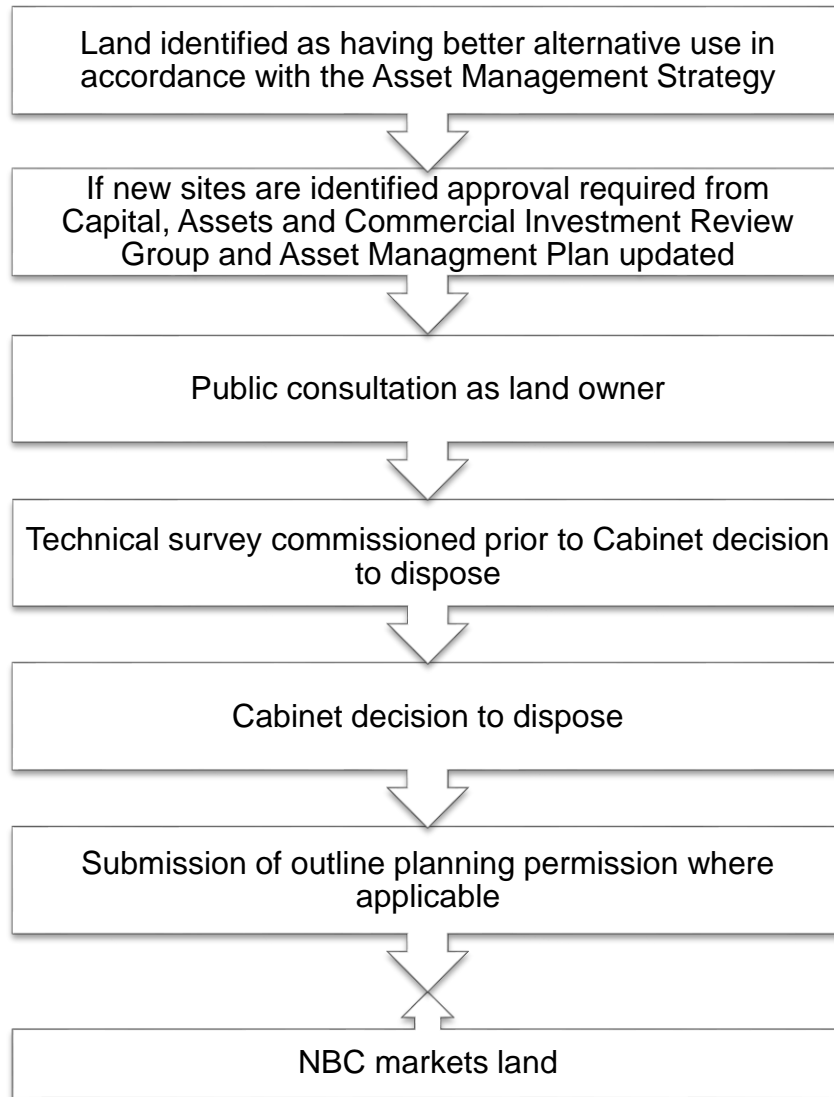 Land identified as having better alternative use in
accordance with the Asset Management Strategy
If new sites are identified approval required from
Capital, Assets and Commercial Investment Review
Group and Asset Managment Plan updated
Public consultation as land owner
Technical survey commissioned prior to Cabinet decision
to dispose
Cabinet decision to dispose
Submission of outline planning permission where
applicable
NBC markets land